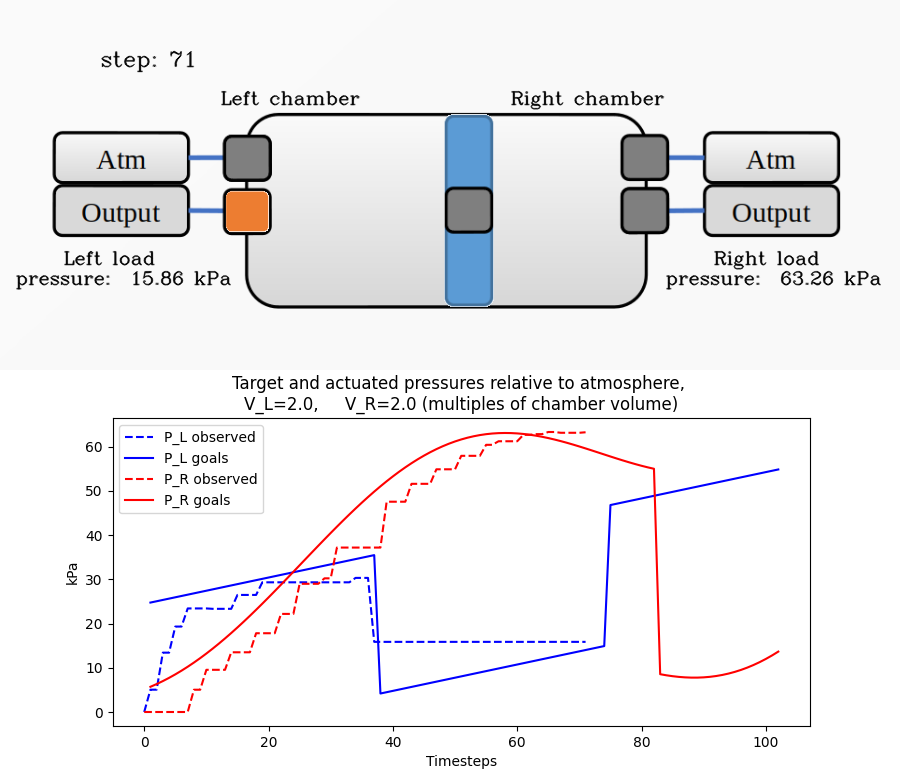 step: 71
Left chamber
Right chamber
Atm
Output
Atm
Output
Left load
pressure: 15.86 kPa
Right load
pressure: 63.26 kPa
Target and actuated pressures relative to atmosphere,
V_L=2.0, V_R=2.0 (multiples of chamber volume)
P_L observed
P_L goals
P_R observed
P_R goals
kPa
60
50
40
30
20
10
0
0 20 40 60 80 100
Timesteps